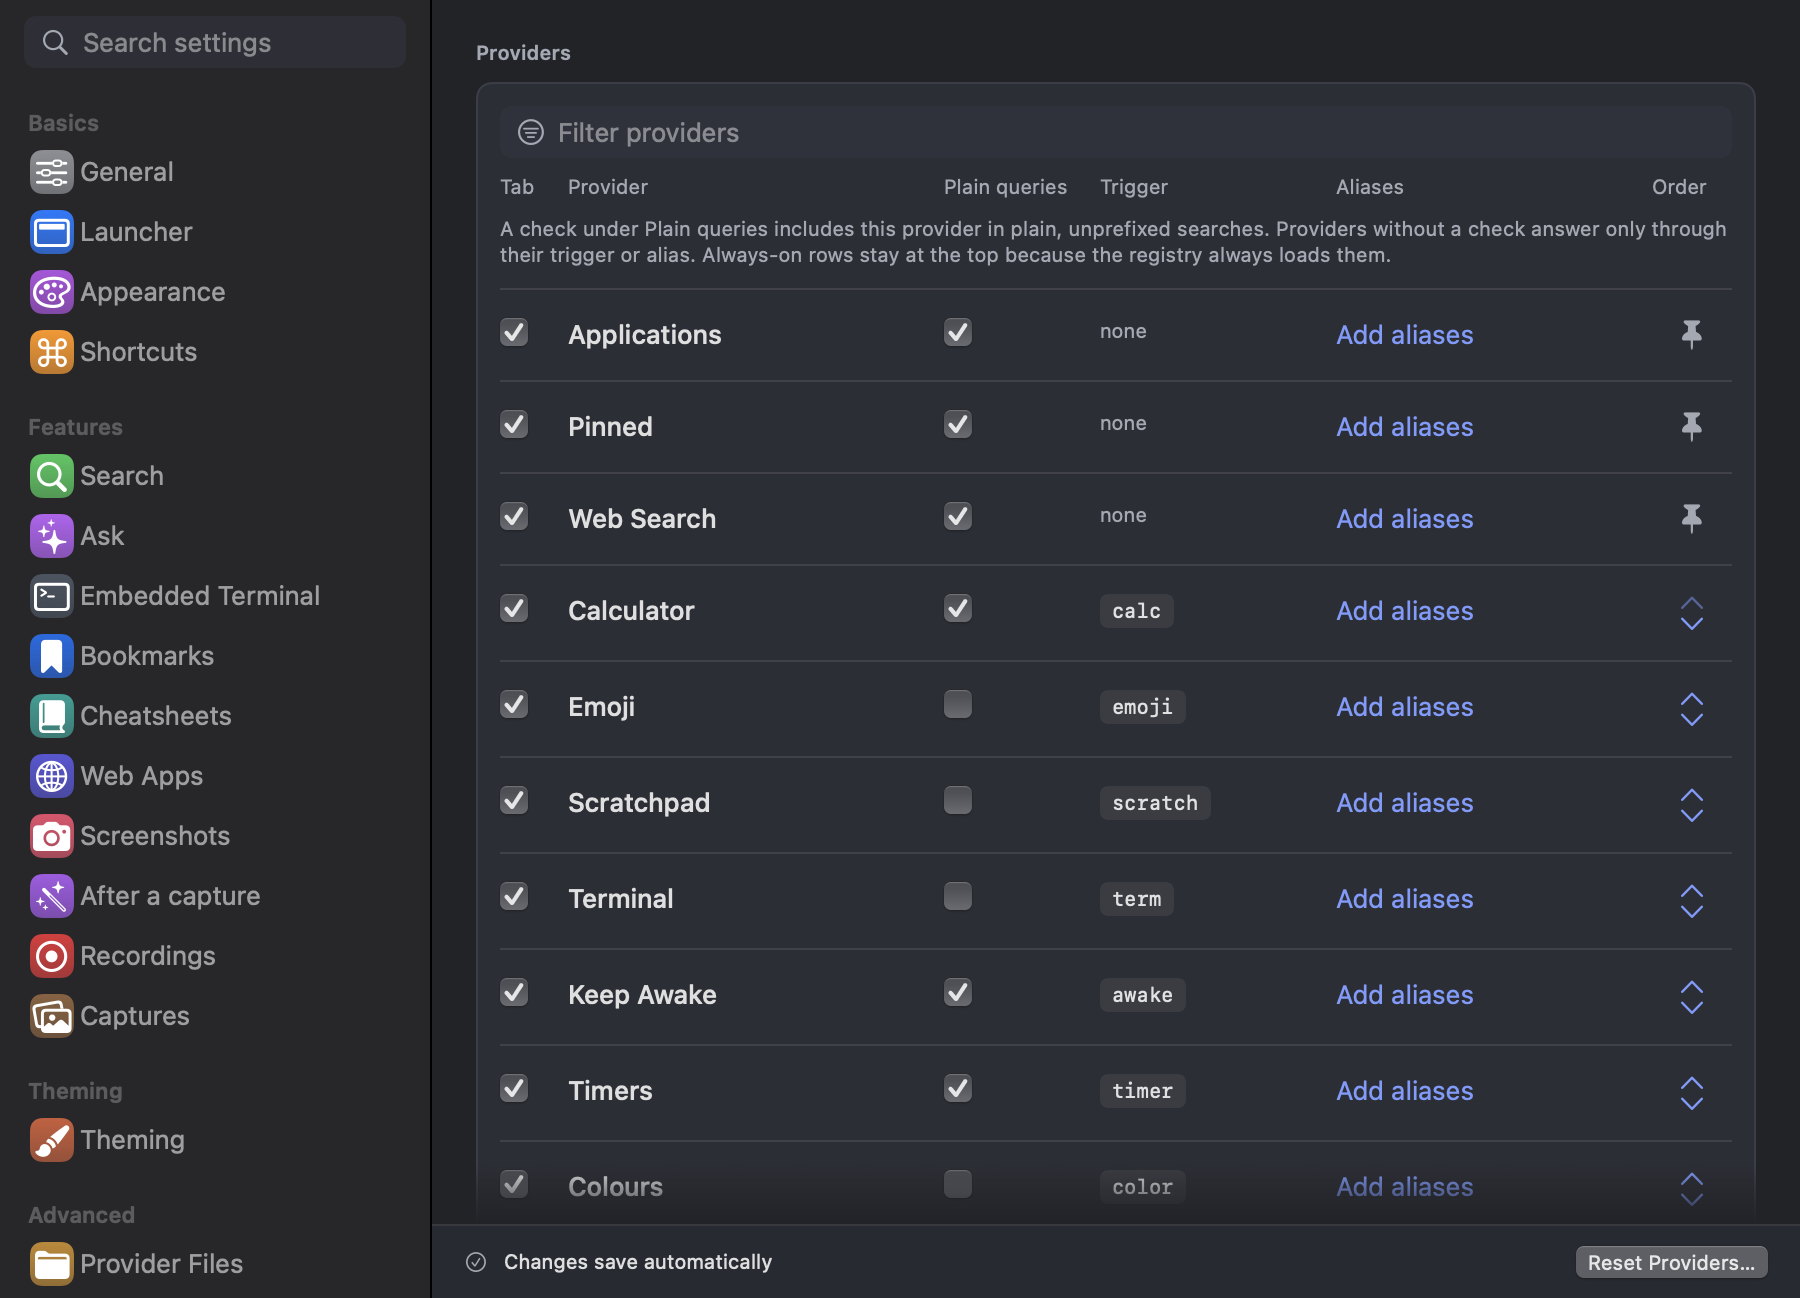 Search settings
Basics
General
Launcher
Appearance
Shortcuts
Features
Search
Ask
Embedded Terminal
Bookmarks
Cheatsheets
Web Apps
Screenshots
After a capture
Recordings
Captures
Theming
Theming
Advanced
Provider Files
Providers
Filter providers
Tab Provider Plain queries Trigger Aliases Order
A check under Plain queries includes this provider in plain, unprefixed searches. Providers without a check answer only through
their trigger or alias. Always-on rows stay at the top because the registry always loads them.
Applications none Add aliases
Pinned none Add aliases
Web Search none Add aliases
Calculator calc Add aliases
Emoji emoji Add aliases
Scratchpad scratch Add aliases
Terminal term Add aliases
Keep Awake awake Add aliases
Timers timer Add aliases
Colours color Add aliases
Changes save automatically
Reset Providers...